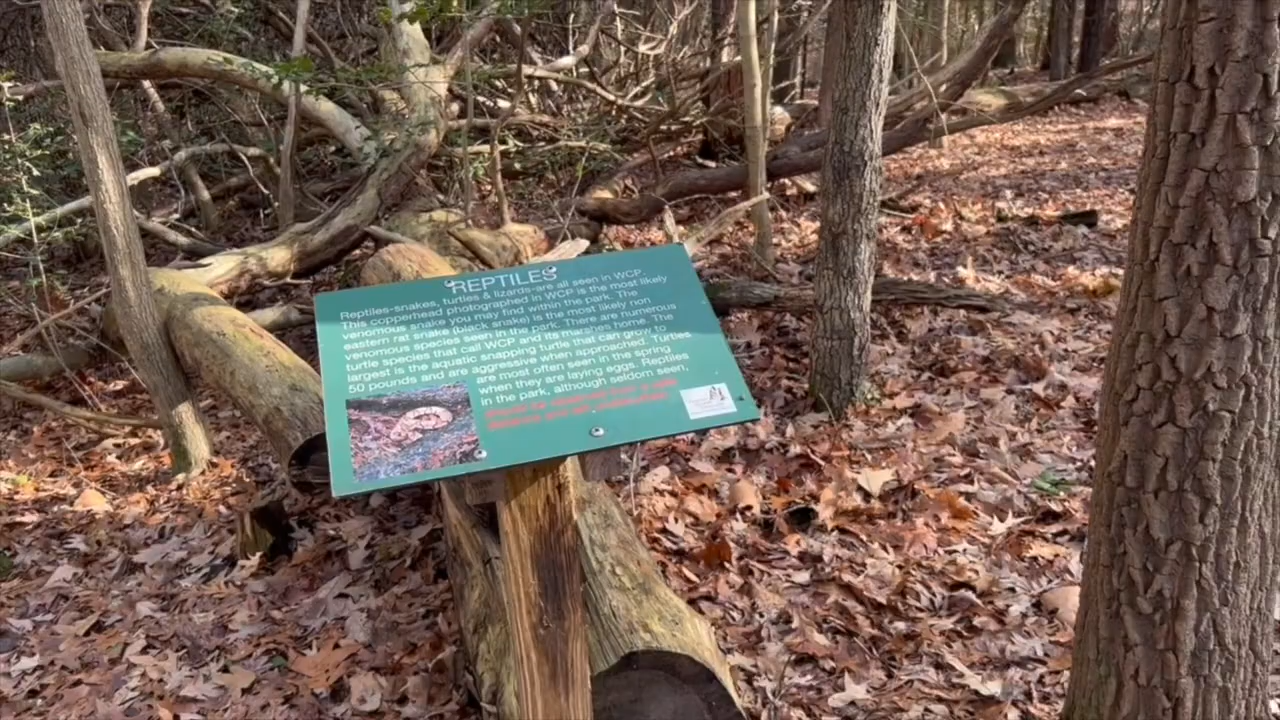 REPTILES
Reptiles-snakes, turtles & lizards-are all seen in WCP.
This copperhead photographed in WCP is the most likely
venomous snake you may find within the park. The
eastern rat snake (black snake) is the most likely non
venomous species seen in the park. There are numerous
turtle species that call WCP and its marshes home. The
largest is the aquatic snapping turtle that can grow to
50 pounds and are aggressive when approached. Turtles
are most often seen in the spring
when they are laying eggs. Reptiles
in the park, although seldom seen,